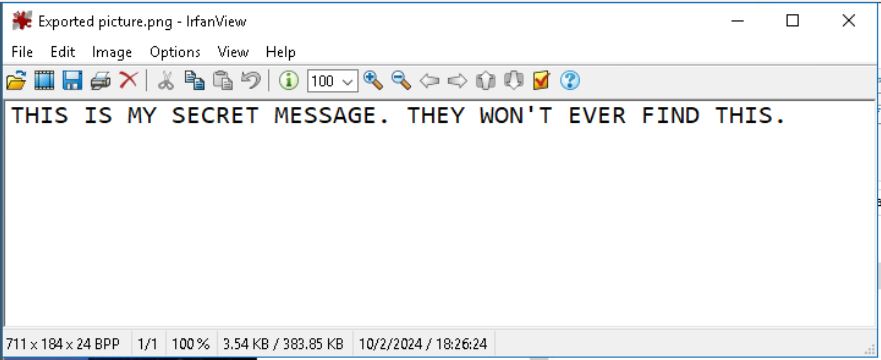 Exported picture.png - IrfanView
File Edit Image Options View Help
100
THIS IS MY SECRET MESSAGE. THEY WON'T EVER FIND THIS.
711 x 184 x 24 BPP 1/1 100 % 3.54 KB / 383.85 KB 10/2/2024 / 18:26:24